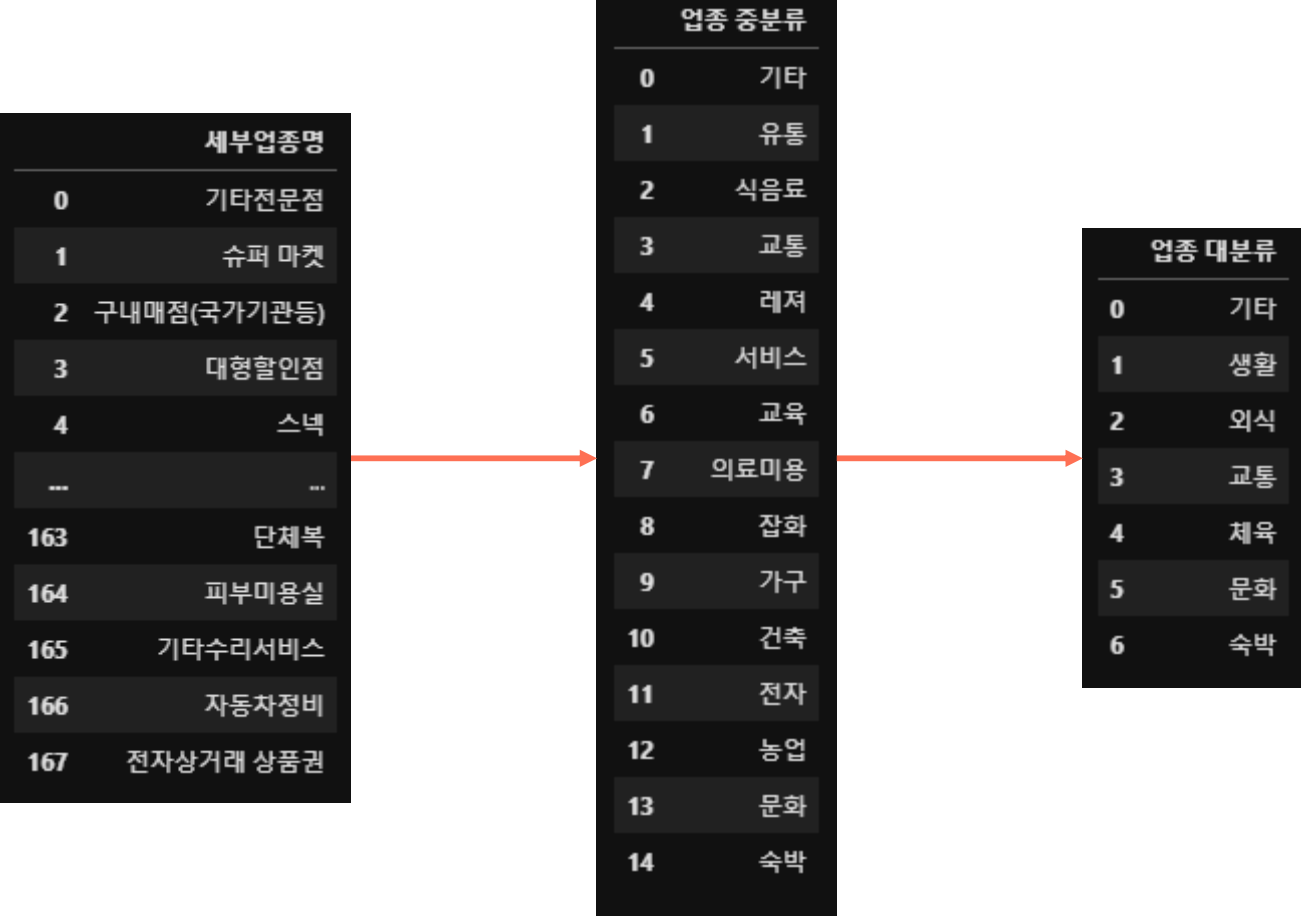 세부업종명
0 기타전문점
1 슈퍼 마켓
2 구내매점(국가기관등)
3 대형할인점
4 스넥
... ...
163 단체복
164 피부미용실
165 기타수리서비스
166 자동차정비
167 전자상거래 상품권
업종 중분류
0 기타
1 유통
2 식음료
3 교통
4 레져
5 서비스
6 교육
7 의료미용
8 잡화
9 가구
10 건축
11 전자
12 농업
13 문화
14 숙박
업종 대분류
0 기타
1 생활
2 외식
3 교통
4 체육
5 문화
6 숙박